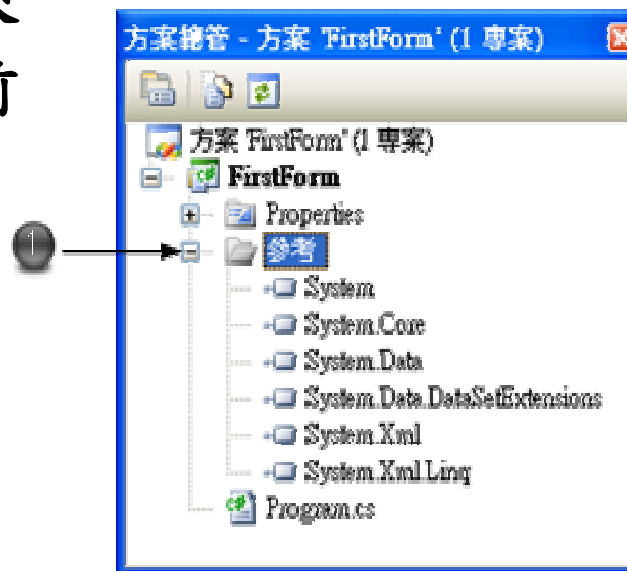 前
方案總管 - 方案 'FirstForm' (1 專案)
方案 'FirstForm' (1 專案)
FirstForm
Properties
1
參考
System
System.Core
System.Data
System.Data.DataSetExtensions
System.Xml
System.Xml.Linq
Program.cs